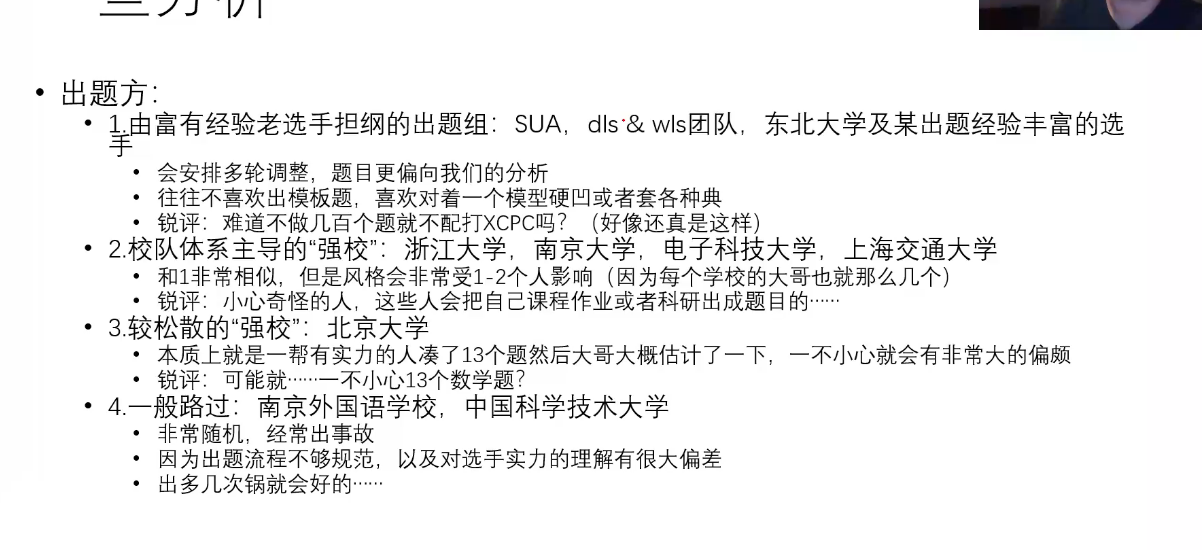 些分析
• 出题方：
• 1.由富有经验老选手担纲的出题组：SUA，dls & wls团队，东北大学及某出题经验丰富的选
手
• 会安排多轮调整，题目更偏向我们的分析
• 往往不喜欢出模板题，喜欢对着一个模型硬凹或者套各种典
• 锐评：难道不做几百个题就不配打XCPC吗？（好像还真是这样）
• 2.校队体系主导的“强校”：浙江大学，南京大学，电子科技大学，上海交通大学
• 和1非常相似，但是风格会非常受1-2个人影响（因为每个学校的大哥也就那么几个）
• 锐评：小心奇怪的人，这些人会把自己课程作业或者科研出成题目的……
• 3.较松散的“强校”：北京大学
• 本质上就是一帮有实力的人凑了13个题然后大哥大概估计了一下，一不小心就会有非常大的偏颇
• 锐评：可能就……一不小心13个数学题？
• 4.一般路过：南京外国语学校，中国科学技术大学
• 非常随机，经常出事故
• 因为出题流程不够规范，以及对选手实力的理解有很大偏差
• 出多几次锅就会好的……